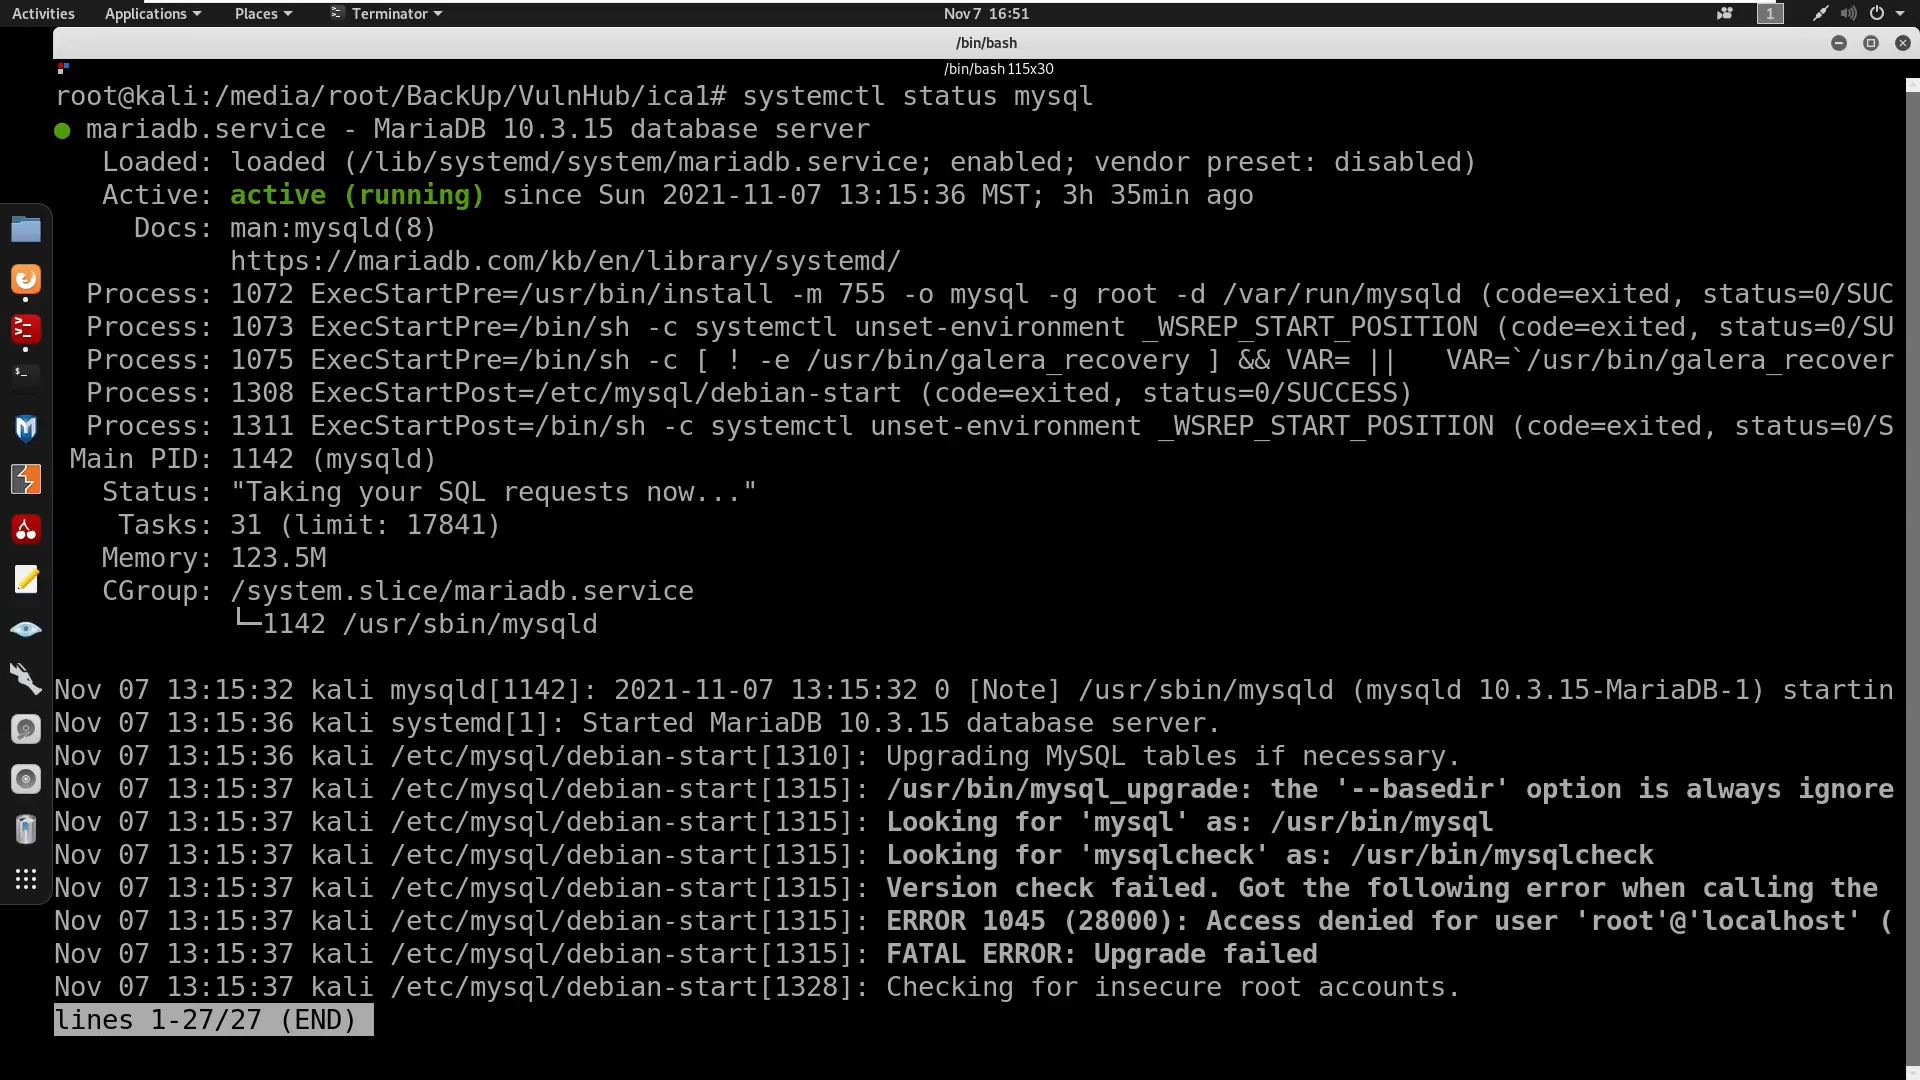 Activities Applications Places Terminator Nov 7 16:51 1
/bin/bash
/bin/bash 115x30
root@kali:/media/root/BackUp/VulnHub/ica1# systemctl status mysql
● mariadb.service - MariaDB 10.3.15 database server
Loaded: loaded (/lib/systemd/system/mariadb.service; enabled; vendor preset: disabled)
Active: active (running) since Sun 2021-11-07 13:15:36 MST; 3h 35min ago
Docs: man:mysqld(8)
https://mariadb.com/kb/en/library/systemd/
Process: 1072 ExecStartPre=/usr/bin/install -m 755 -o mysql -g root -d /var/run/mysqld (code=exited, status=0/SUC
Process: 1073 ExecStartPre=/bin/sh -c systemctl unset-environment _WSREP_START_POSITION (code=exited, status=0/SU
Process: 1075 ExecStartPre=/bin/sh -c [ ! -e /usr/bin/galera_recovery ] && VAR= ||   VAR=`/usr/bin/galera_recover
Process: 1308 ExecStartPost=/etc/mysql/debian-start (code=exited, status=0/SUCCESS)
Process: 1311 ExecStartPost=/bin/sh -c systemctl unset-environment _WSREP_START_POSITION (code=exited, status=0/S
Main PID: 1142 (mysqld)
Status: "Taking your SQL requests now..."
Tasks: 31 (limit: 17841)
Memory: 123.5M
CGroup: /system.slice/mariadb.service
└─1142 /usr/sbin/mysqld
Nov 07 13:15:32 kali mysqld[1142]: 2021-11-07 13:15:32 0 [Note] /usr/sbin/mysqld (mysqld 10.3.15-MariaDB-1) startin
Nov 07 13:15:36 kali systemd[1]: Started MariaDB 10.3.15 database server.
Nov 07 13:15:36 kali /etc/mysql/debian-start[1310]: Upgrading MySQL tables if necessary.
Nov 07 13:15:37 kali /etc/mysql/debian-start[1315]: /usr/bin/mysql_upgrade: the '--basedir' option is always ignore
Nov 07 13:15:37 kali /etc/mysql/debian-start[1315]: Looking for 'mysql' as: /usr/bin/mysql
Nov 07 13:15:37 kali /etc/mysql/debian-start[1315]: Looking for 'mysqlcheck' as: /usr/bin/mysqlcheck
Nov 07 13:15:37 kali /etc/mysql/debian-start[1315]: Version check failed. Got the following error when calling the
Nov 07 13:15:37 kali /etc/mysql/debian-start[1315]: ERROR 1045 (28000): Access denied for user 'root'@'localhost' (
Nov 07 13:15:37 kali /etc/mysql/debian-start[1315]: FATAL ERROR: Upgrade failed
Nov 07 13:15:37 kali /etc/mysql/debian-start[1328]: Checking for insecure root accounts.
lines 1-27/27 (END)